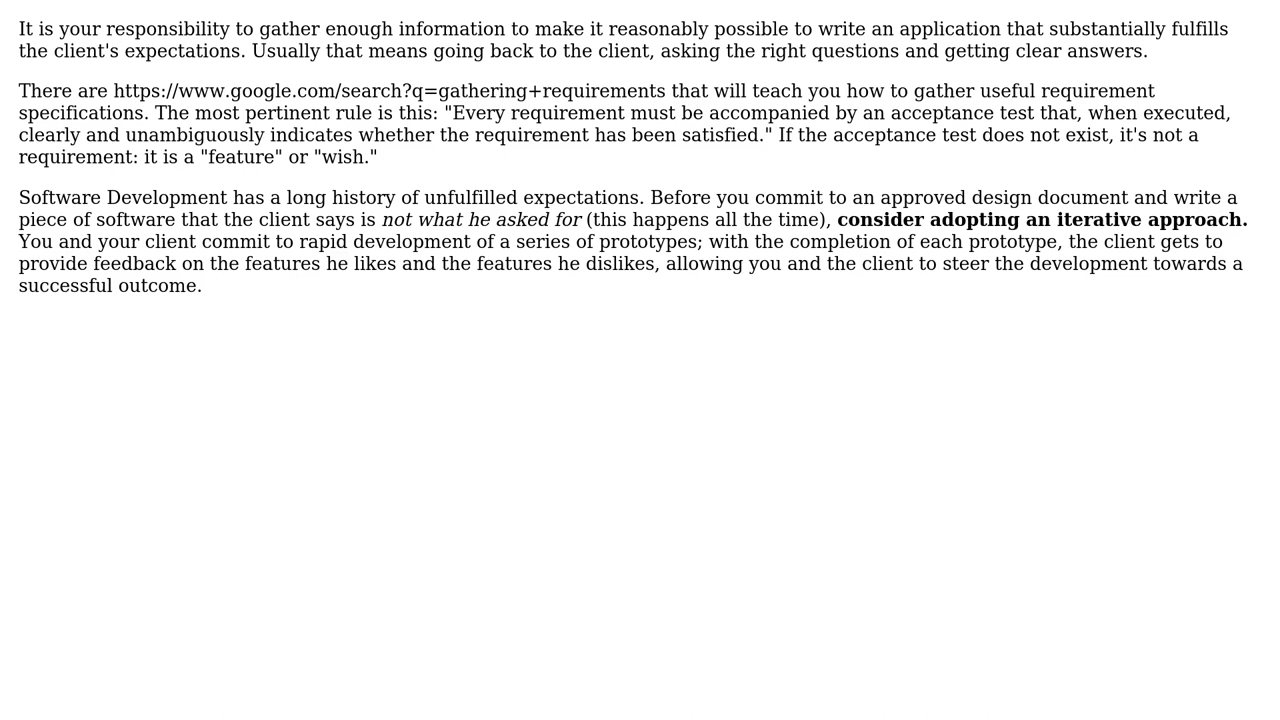 It is your responsibility to gather enough information to make it reasonably possible to write an application that substantially fulfills
the client's expectations. Usually that means going back to the client, asking the right questions and getting clear answers.
There are https://www.google.com/search?q=gathering+requirements that will teach you how to gather useful requirement
specifications. The most pertinent rule is this: "Every requirement must be accompanied by an acceptance test that, when executed,
clearly and unambiguously indicates whether the requirement has been satisfied." If the acceptance test does not exist, it's not a
requirement: it is a "feature" or "wish."
Software Development has a long history of unfulfilled expectations. Before you commit to an approved design document and write a
piece of software that the client says is not what he asked for (this happens all the time), consider adopting an iterative approach.
You and your client commit to rapid development of a series of prototypes; with the completion of each prototype, the client gets to
provide feedback on the features he likes and the features he dislikes, allowing you and the client to steer the development towards a
successful outcome.